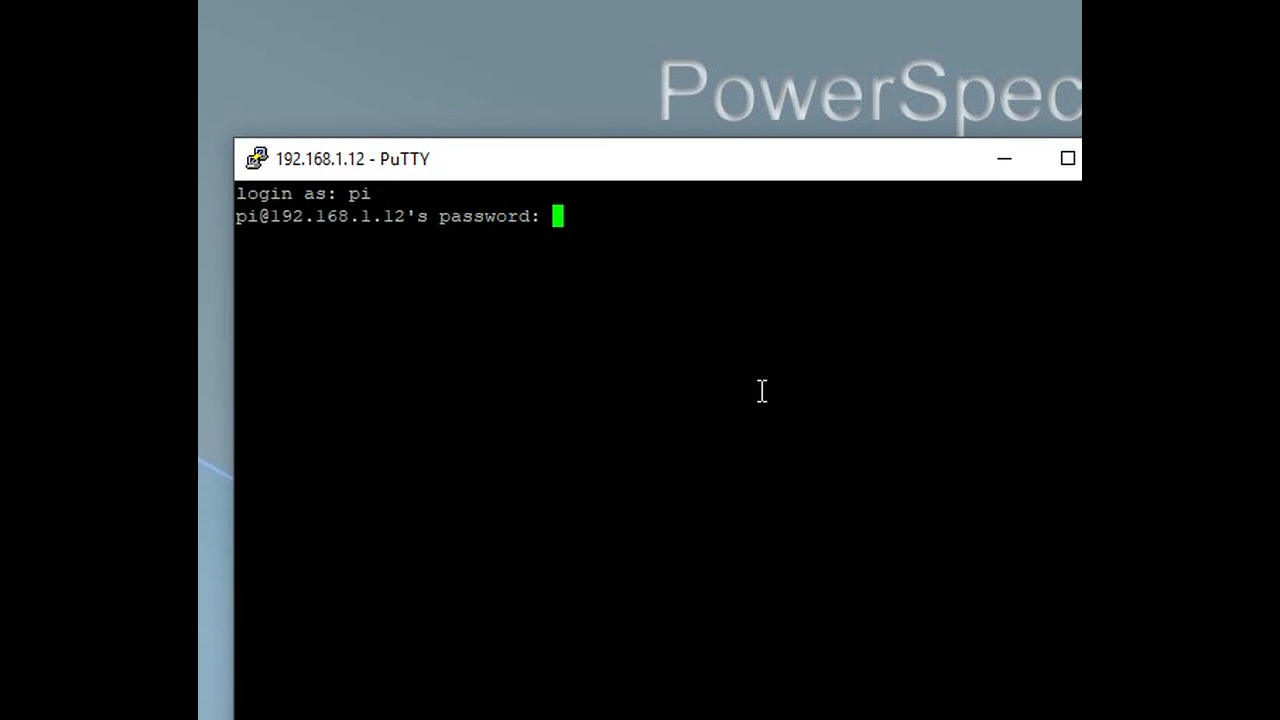 PowerSpec
192.168.1.12 - PuTTY
login as: pi
pi@192.168.1.12's password: